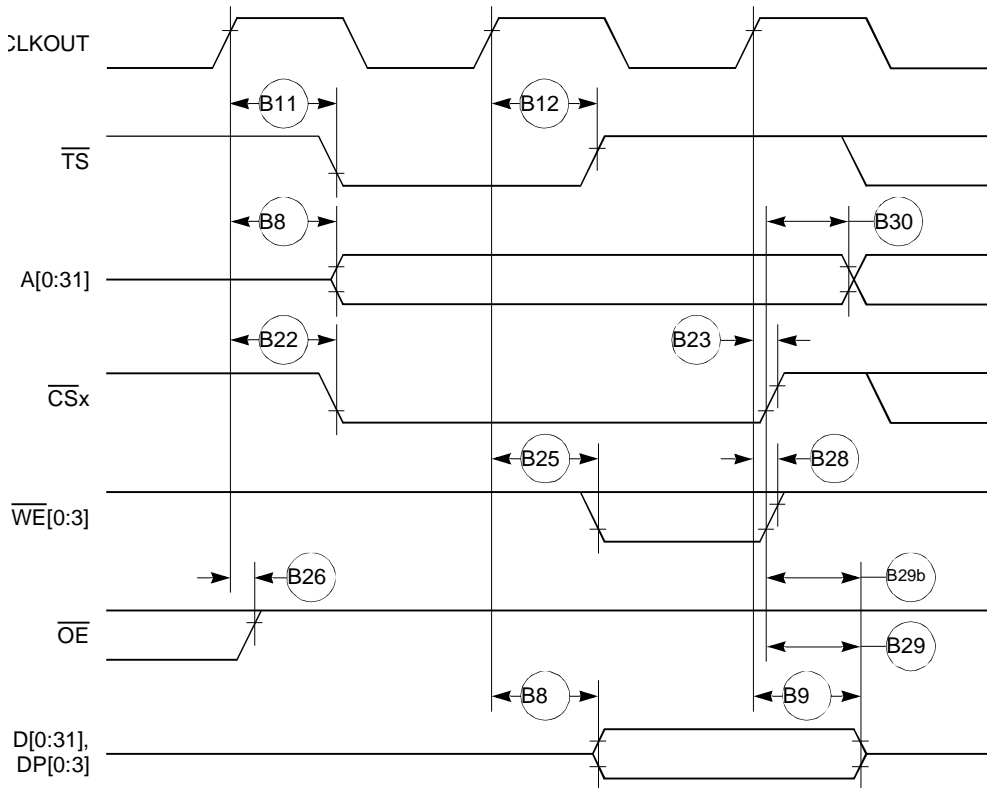 CLKOUT
B11
B12
TS
B8
B30
A[0:31]
B22
B23
CSx
B25
B28
WE[0:3]
B26
B29b
OE
B29
B8
B9
D[0:31],
DP[0:3]